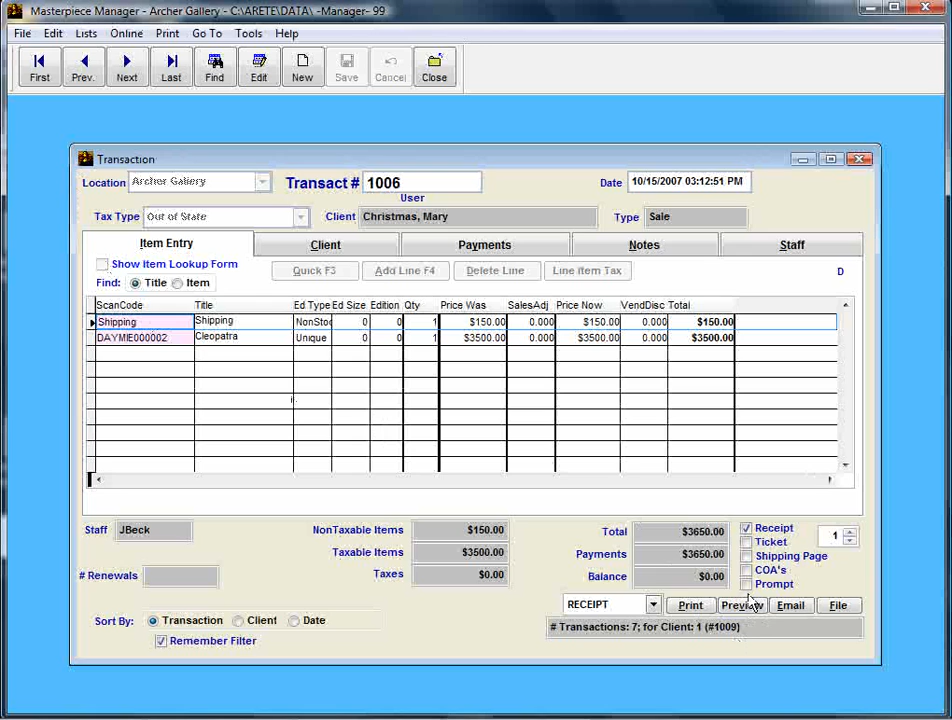 Masterpiece Manager - Archer Gallery - C:\ARETE\DATA\ -Manager- 99
File Edit Lists Online Print Go To Tools Help
First Prev. Next Last Find Edit New Save Cancel Close
Transaction
Location Archer Gallery Transact # 1006 Date 10/15/2007 03:12:51 PM
User
Tax Type Out of State Client Christmas, Mary Type Sale
Item Entry Client Payments Notes Staff
Show Item Lookup Form Quick F3 Add Line F4 Delete Line Line Item Tax D
Find: Title Item
ScanCode Title Ed Type Ed Size Edition Qty Price Was SalesAdj Price Now VendDisc Total
Shipping Shipping NonStoc 0 0 1 $150.00 0.000 $150.00 0.000 $150.00
DAYMIE000002 Cleopatra Unique 0 0 1 $3500.00 0.000 $3500.00 0.000 $3500.00
Staff JBeck NonTaxable Items $150.00 Total $3650.00 Receipt 1
Ticket
Taxable Items $3500.00 Payments $3650.00 Shipping Page
# Renewals Taxes $0.00 Balance $0.00 COA's
Prompt
RECEIPT Print Preview Email File
Sort By: Transaction Client Date # Transactions: 7; for Client: 1 (#1009)
Remember Filter